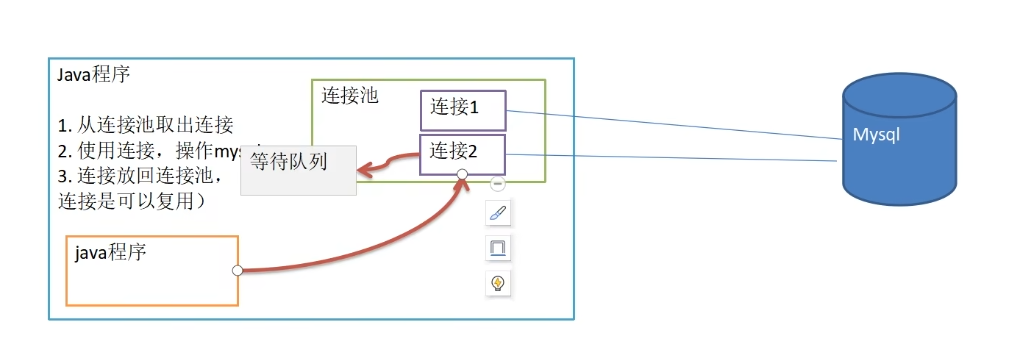 Java程序
连接池
连接1
1. 从连接池取出连接
2. 使用连接，操作mys
连接2
等待队列
3. 连接放回连接池，
连接是可以复用）
java程序
Mysql